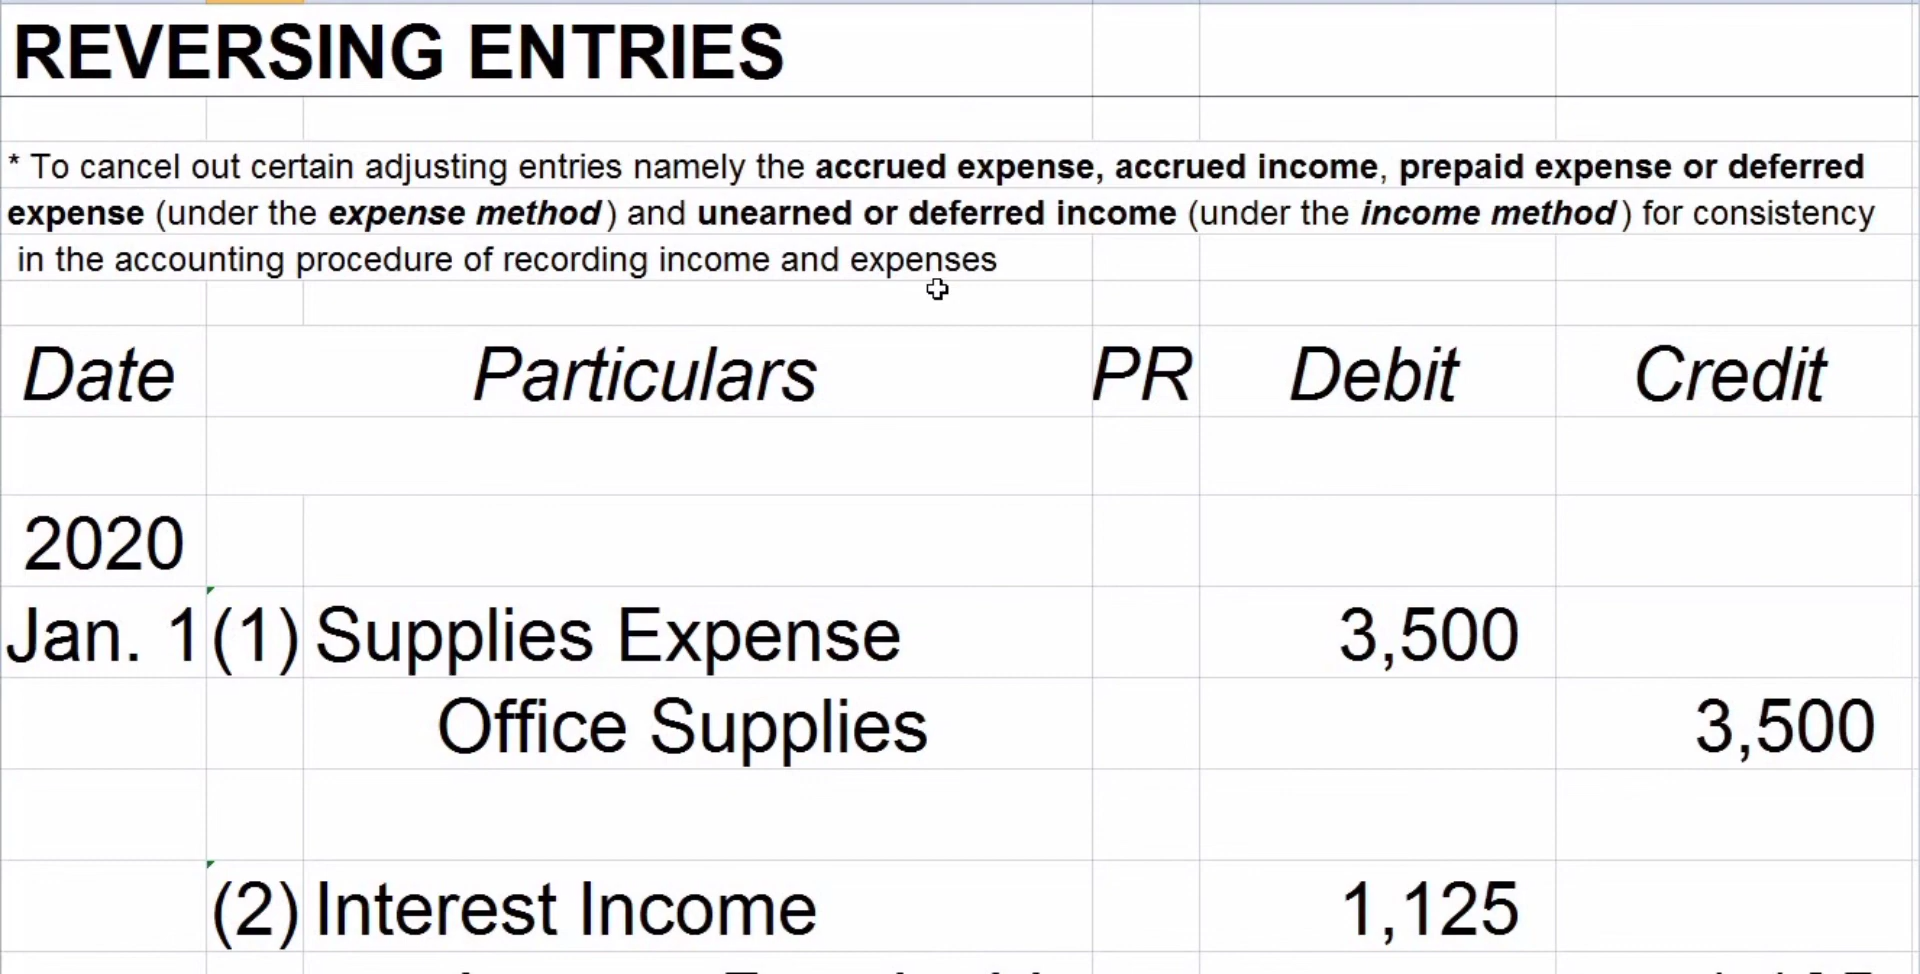 REVERSING ENTRIES
* To cancel out certain adjusting entries namely the accrued expense, accrued income, prepaid expense or deferred
expense (under the expense method) and unearned or deferred income (under the income method) for consistency
in the accounting procedure of recording income and expenses
Date Particulars PR Debit Credit
2020
Jan. 1 (1) Supplies Expense 3,500
Office Supplies 3,500
(2) Interest Income 1,125